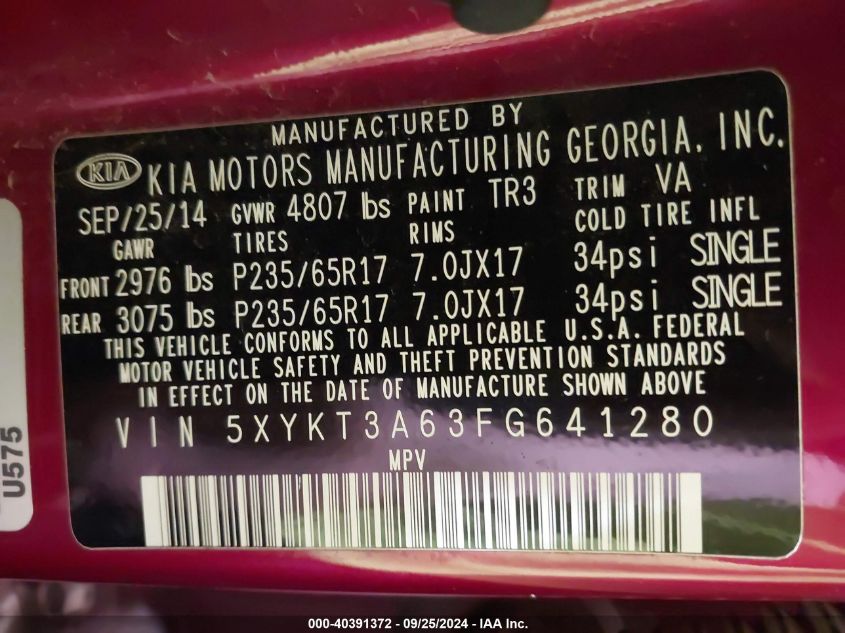 MANUFACTURED BY
KIA KIA MOTORS MANUFACTURING GEORGIA, INC.
SEP/25/14 GVWR 4807 lbs PAINT TR3 TRIM VA
GAWR TIRES RIMS COLD TIRE INFL
FRONT 2976 lbs P235/65R17 7.0JX17 34psi SINGLE
REAR 3075 lbs P235/65R17 7.0JX17 34psi SINGLE
THIS VEHICLE CONFORMS TO ALL APPLICABLE U.S.A. FEDERAL
MOTOR VEHICLE SAFETY AND THEFT PREVENTION STANDARDS
IN EFFECT ON THE DATE OF MANUFACTURE SHOWN ABOVE
VIN 5XYKT3A63FG641280
MPV
U575
000-40391372 - 09/25/2024 - IAA Inc.